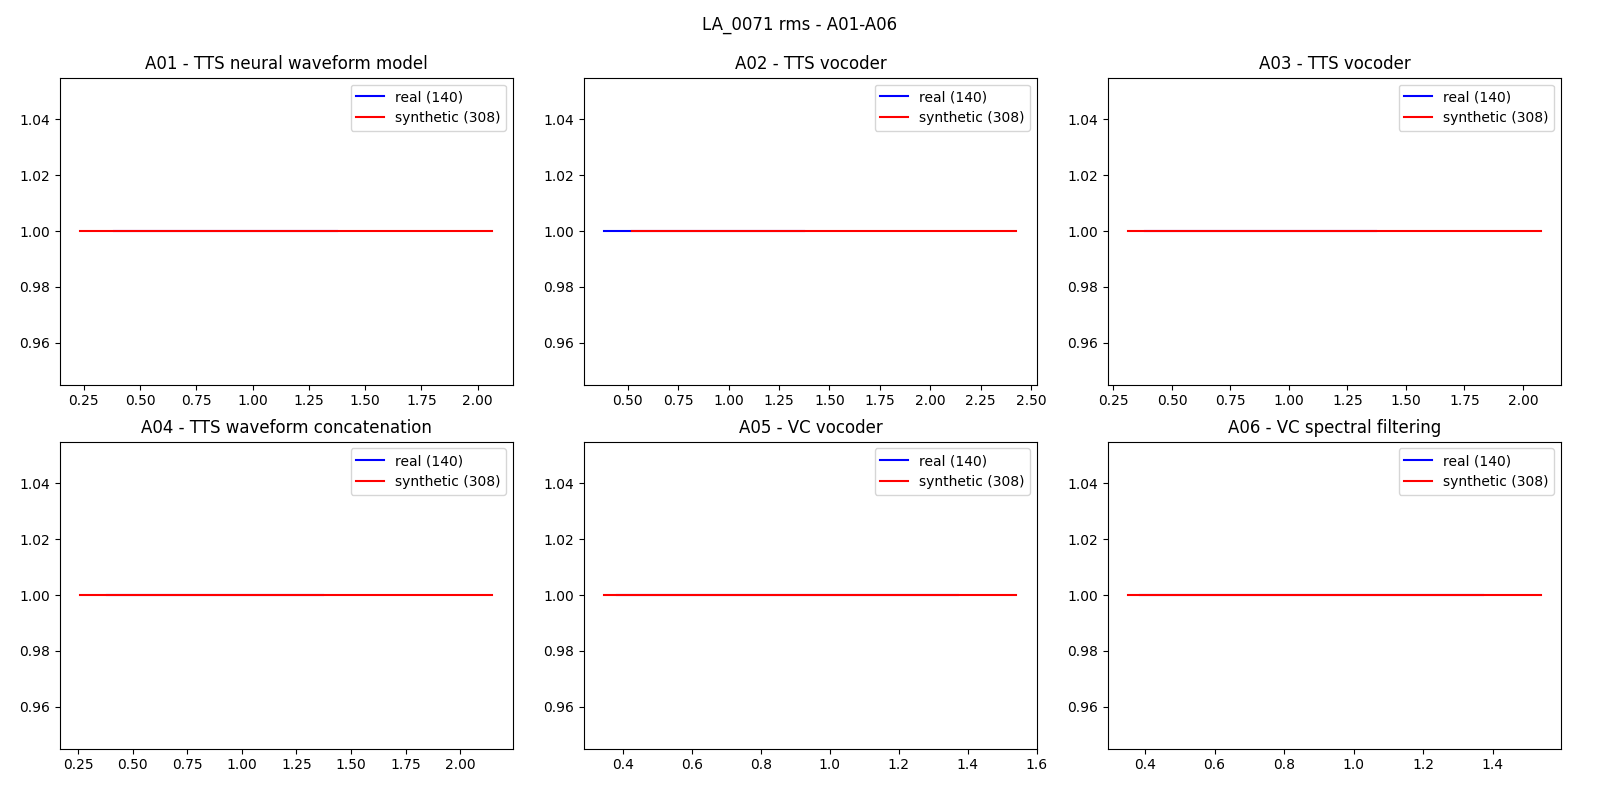 LA_0071 rms - A01-A06
A01 - TTS neural waveform model
real (140)
synthetic (308)
1.04
1.02
1.00
0.98
0.96
0.25 0.50 0.75 1.00 1.25 1.50 1.75 2.00
A02 - TTS vocoder
real (140)
synthetic (308)
1.04
1.02
1.00
0.98
0.96
0.50 0.75 1.00 1.25 1.50 1.75 2.00 2.25 2.50
A03 - TTS vocoder
real (140)
synthetic (308)
1.04
1.02
1.00
0.98
0.96
0.25 0.50 0.75 1.00 1.25 1.50 1.75 2.00
A04 - TTS waveform concatenation
real (140)
synthetic (308)
1.04
1.02
1.00
0.98
0.96
0.25 0.50 0.75 1.00 1.25 1.50 1.75 2.00
A05 - VC vocoder
real (140)
synthetic (308)
1.04
1.02
1.00
0.98
0.96
0.4 0.6 0.8 1.0 1.2 1.4 1.6
A06 - VC spectral filtering
real (140)
synthetic (308)
1.04
1.02
1.00
0.98
0.96
0.4 0.6 0.8 1.0 1.2 1.4